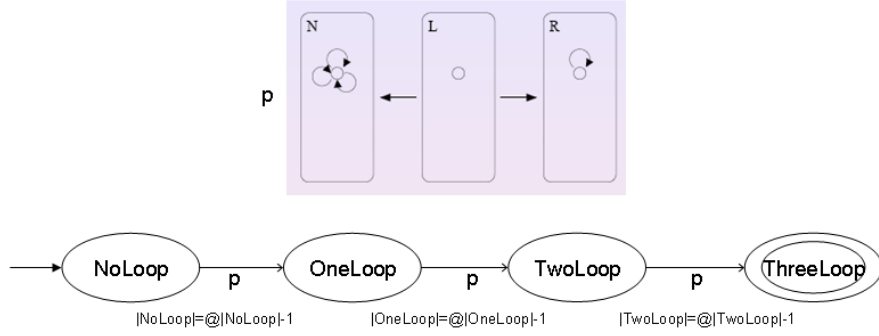 N L R
p
NoLoop p OneLoop p TwoLoop p ThreeLoop
|NoLoop|=@|NoLoop|-1 |OneLoop|=@|OneLoop|-1 |TwoLoop|=@|TwoLoop|-1